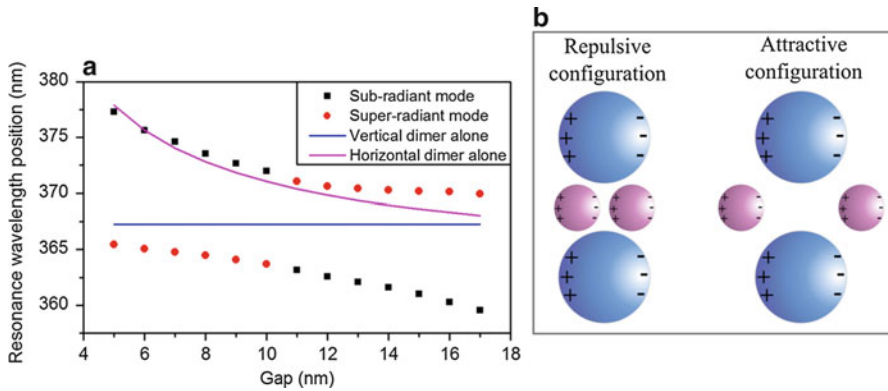 a
Resonance wavelength position (nm)
380
375
370
365
360
4
6
8
10
12
14
16
18
Gap (nm)
Sub-radiant mode
Super-radiant mode
Vertical dimer alone
Horizontal dimer alone
b
Repulsive
configuration
Attractive
configuration